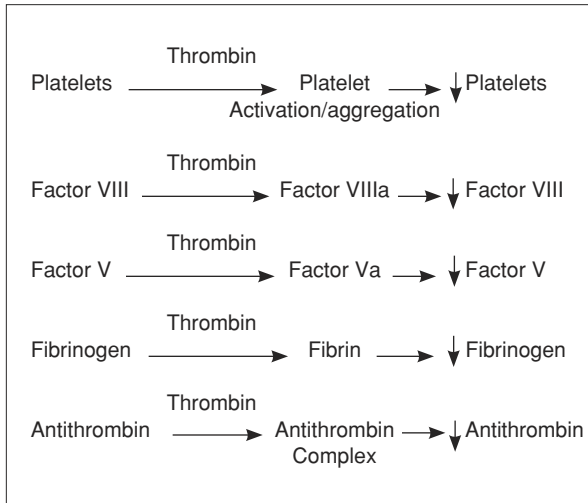 Thrombin
Platelets Platelet Platelets
Activation/aggregation
Thrombin
Factor VIII Factor VIIIa Factor VIII
Thrombin
Factor V Factor Va Factor V
Thrombin
Fibrinogen Fibrin Fibrinogen
Thrombin
Antithrombin Antithrombin Antithrombin
Complex